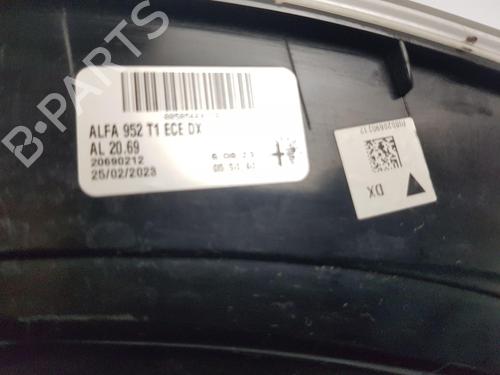 B-PARTS
ALFA 952 T1 ECE DX
AL 20.69
20690212
25/02/2023
DX